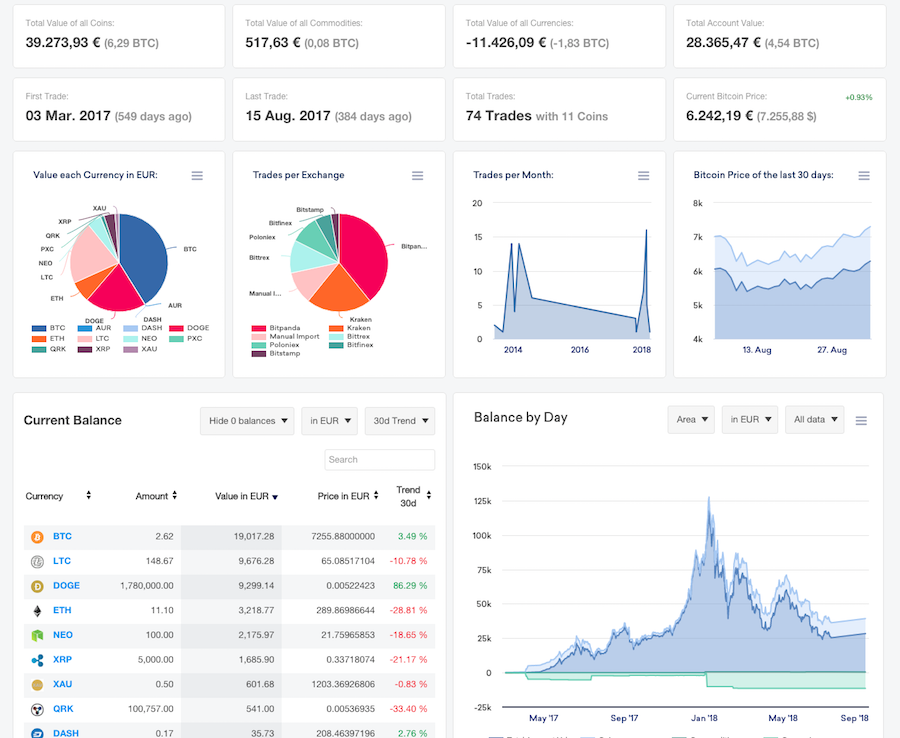 Total Value of all Coins:
39.273,93 € (6,29 BTC)
Total Value of all Commodities:
517,63 € (0,08 BTC)
Total Value of all Currencies:
-11.426,09 € (-1,83 BTC)
Total Account Value:
28.365,47 € (4,54 BTC)
First Trade:
03 Mar. 2017 (549 days ago)
Last Trade:
15 Aug. 2017 (384 days ago)
Total Trades:
74 Trades with 11 Coins
Current Bitcoin Price: +0.93%
6.242,19 € (7.255,88 $)
Value each Currency in EUR:
XAU
XRP
QRK
PXC
NEO
LTC
ETH
DOGE
DASH
AUR
BTC
BTC AUR DASH DOGE
ETH LTC NEO PXC
QRK XRP XAU
Trades per Exchange
Bitstamp
Bitfinex
Poloniex
Bittrex
Manual I...
Kraken
Bitpan...
Bitpanda Kraken
Manual Import Bittrex
Poloniex Bitfinex
Bitstamp
Trades per Month:
20
15
10
5
0
2014 2016 2018
Bitcoin Price of the last 30 days:
8k
7k
6k
5k
4k
13. Aug 27. Aug
Current Balance
Hide 0 balances in EUR 30d Trend
Search
Currency Amount Value in EUR Price in EUR Trend 30d
BTC 2.62 19,017.28 7255.88000000 3.49 %
LTC 148.67 9,676.28 65.08517104 -10.78 %
DOGE 1,780,000.00 9,299.14 0.00522423 86.29 %
ETH 11.10 3,218.77 289.86986644 -28.81 %
NEO 100.00 2,175.97 21.75965853 -18.65 %
XRP 5,000.00 1,685.90 0.33718074 -21.17 %
XAU 0.50 601.68 1203.36926806 -0.83 %
QRK 100,757.00 541.00 0.00536935 -33.40 %
DASH 0.17 35.73 208.46397196 2.76 %
Balance by Day
Area in EUR All data
150k
125k
100k
75k
50k
25k
0
-25k
May '17 Sep '17 Jan '18 May '18 Sep '18